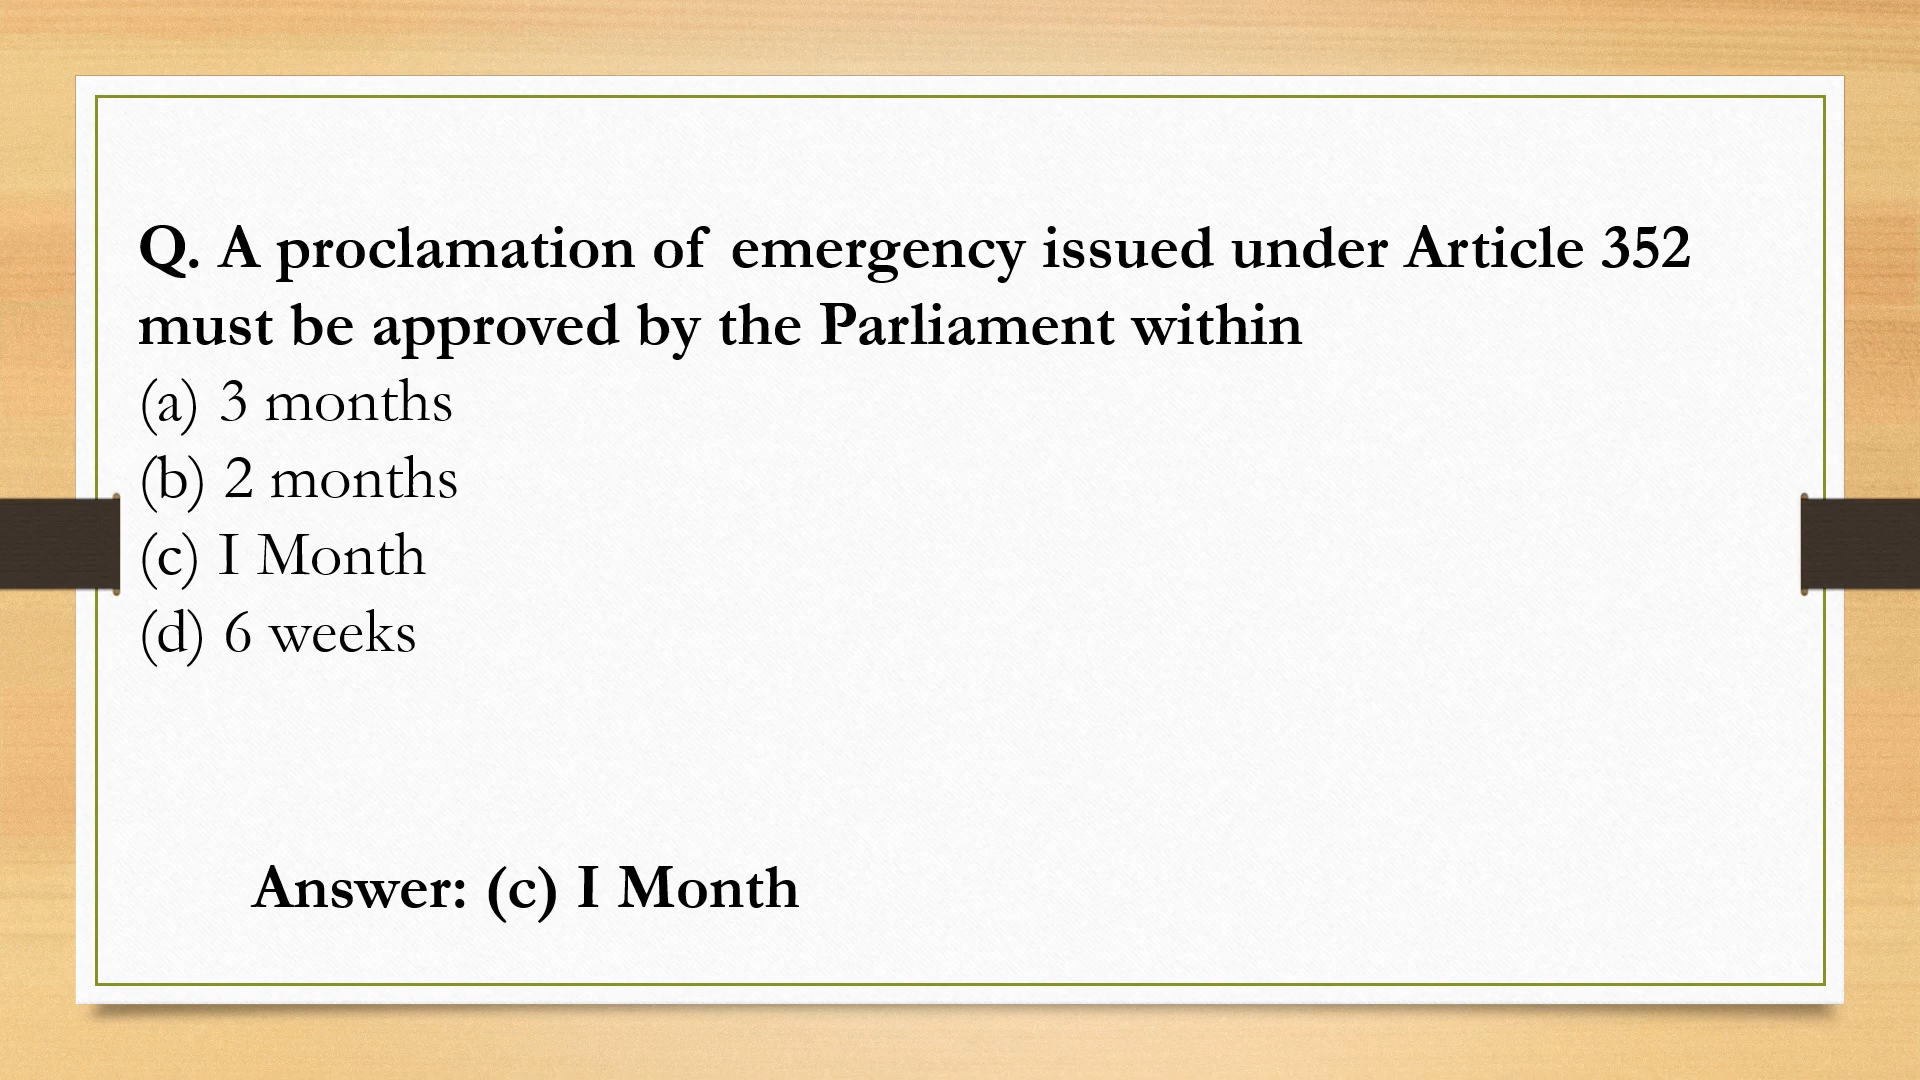 Q. A proclamation of emergency issued under Article 352
must be approved by the Parliament within
(a) 3 months
(b) 2 months
(c) I Month
(d) 6 weeks
Answer: (c) I Month